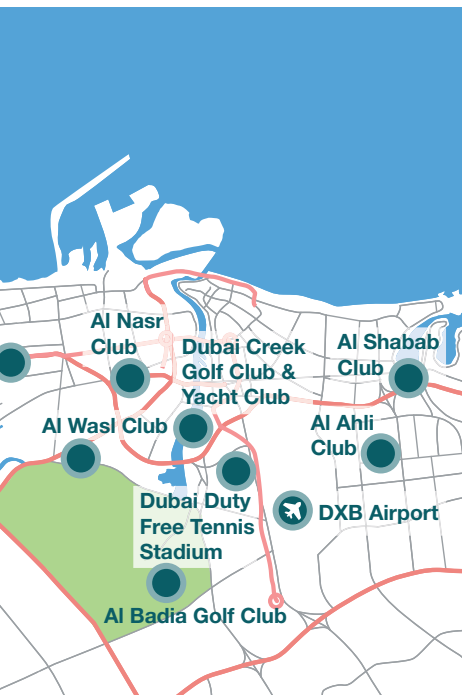 Al Nasr
Club
Dubai Creek
Golf Club &
Yacht Club
Al Shabab
Club
Al Wasl Club
Al Ahli
Club
Dubai Duty
Free Tennis
Stadium
DXB Airport
Al Badia Golf Club